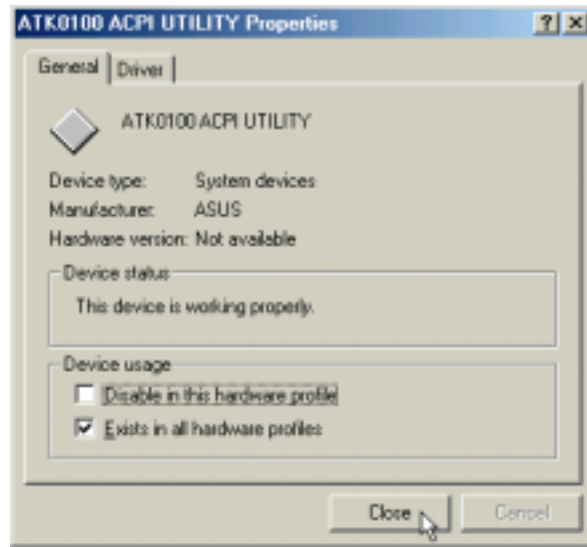 ATK0100 ACPI UTILITY Properties
General
Driver
ATK0100 ACPI UTILITY
Device type: System devices
Manufacturer: ASUS
Hardware version: Not available
Device status
This device is working properly.
Device usage
Disable in this hardware profile
Exists in all hardware profiles
Close
Cancel